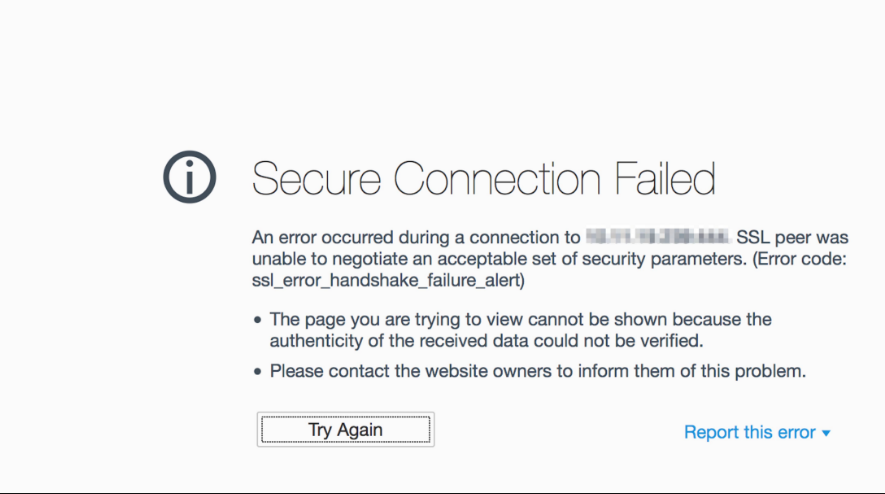 Secure Connection Failed
An error occurred during a connection to SSL peer was
unable to negotiate an acceptable set of security parameters. (Error code:
ssl_error_handshake_failure_alert)
• The page you are trying to view cannot be shown because the
authenticity of the received data could not be verified.
• Please contact the website owners to inform them of this problem.
Try Again
Report this error